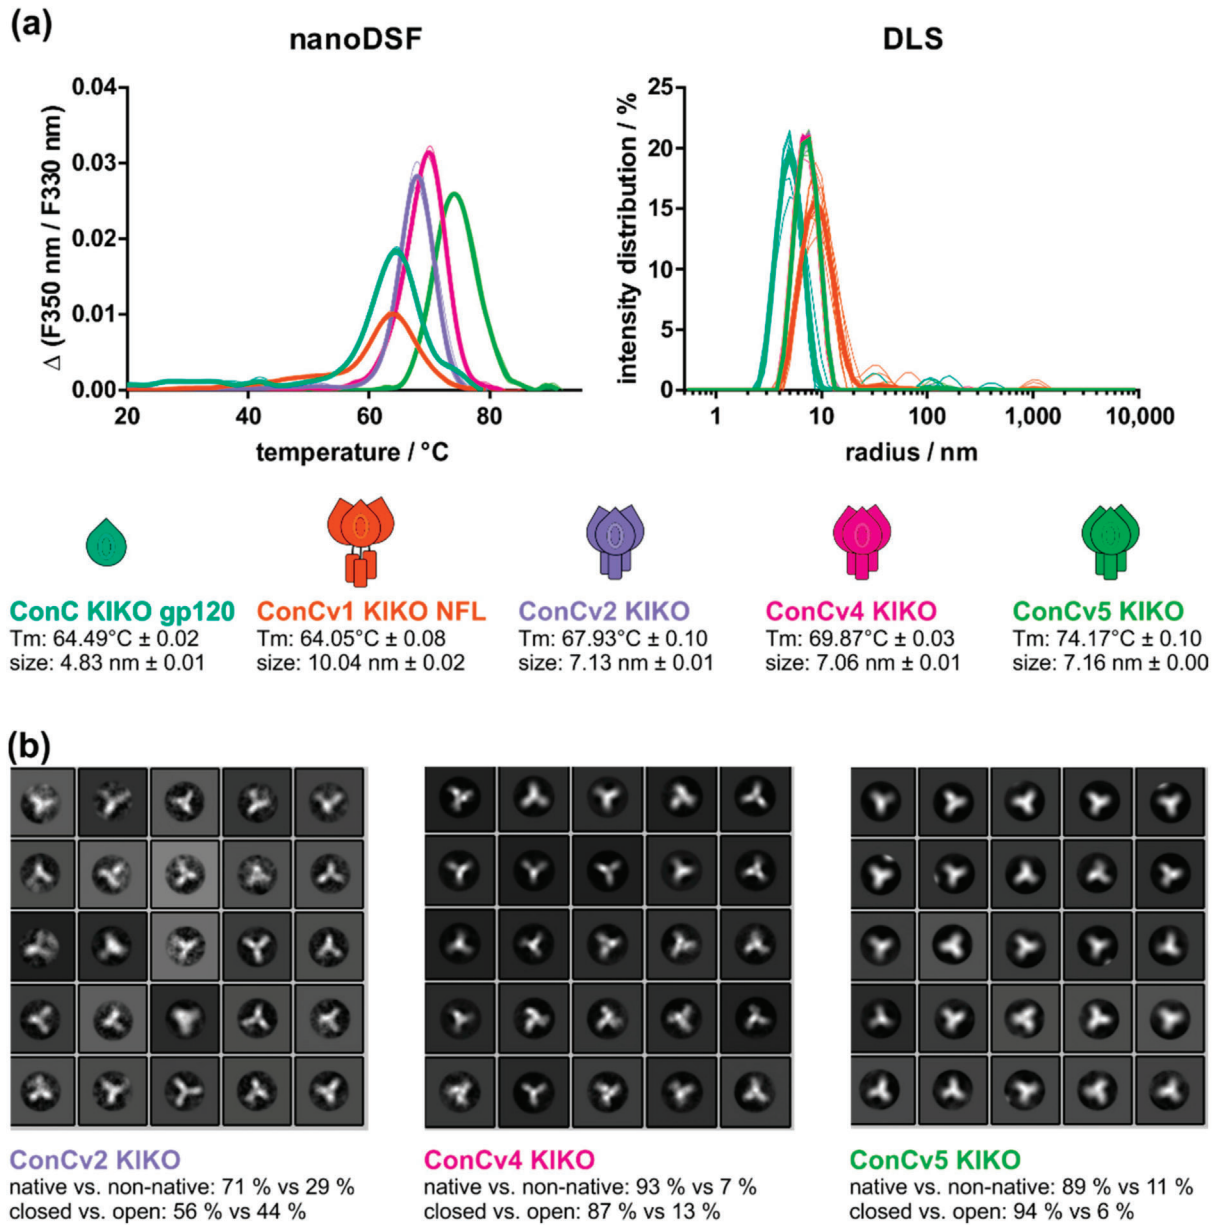 (a)
nanoDSF
DLS
Δ (F350 nm / F330 nm)
0.04
0.03
0.02
0.01
0.00
20
40
60
80
temperature / °C
intensity distribution / %
25
20
15
10
5
0
1
10
100
1,000
10,000
radius / nm
ConC KIKO gp120
Tm: 64.49°C ± 0.02
size: 4.83 nm ± 0.01
ConCv1 KIKO NFL
Tm: 64.05°C ± 0.08
size: 10.04 nm ± 0.02
ConCv2 KIKO
Tm: 67.93°C ± 0.10
size: 7.13 nm ± 0.01
ConCv4 KIKO
Tm: 69.87°C ± 0.03
size: 7.06 nm ± 0.01
ConCv5 KIKO
Tm: 74.17°C ± 0.10
size: 7.16 nm ± 0.00
(b)
ConCv2 KIKO
native vs. non-native: 71 % vs 29 %
closed vs. open: 56 % vs 44 %
ConCv4 KIKO
native vs. non-native: 93 % vs 7 %
closed vs. open: 87 % vs 13 %
ConCv5 KIKO
native vs. non-native: 89 % vs 11 %
closed vs. open: 94 % vs 6 %